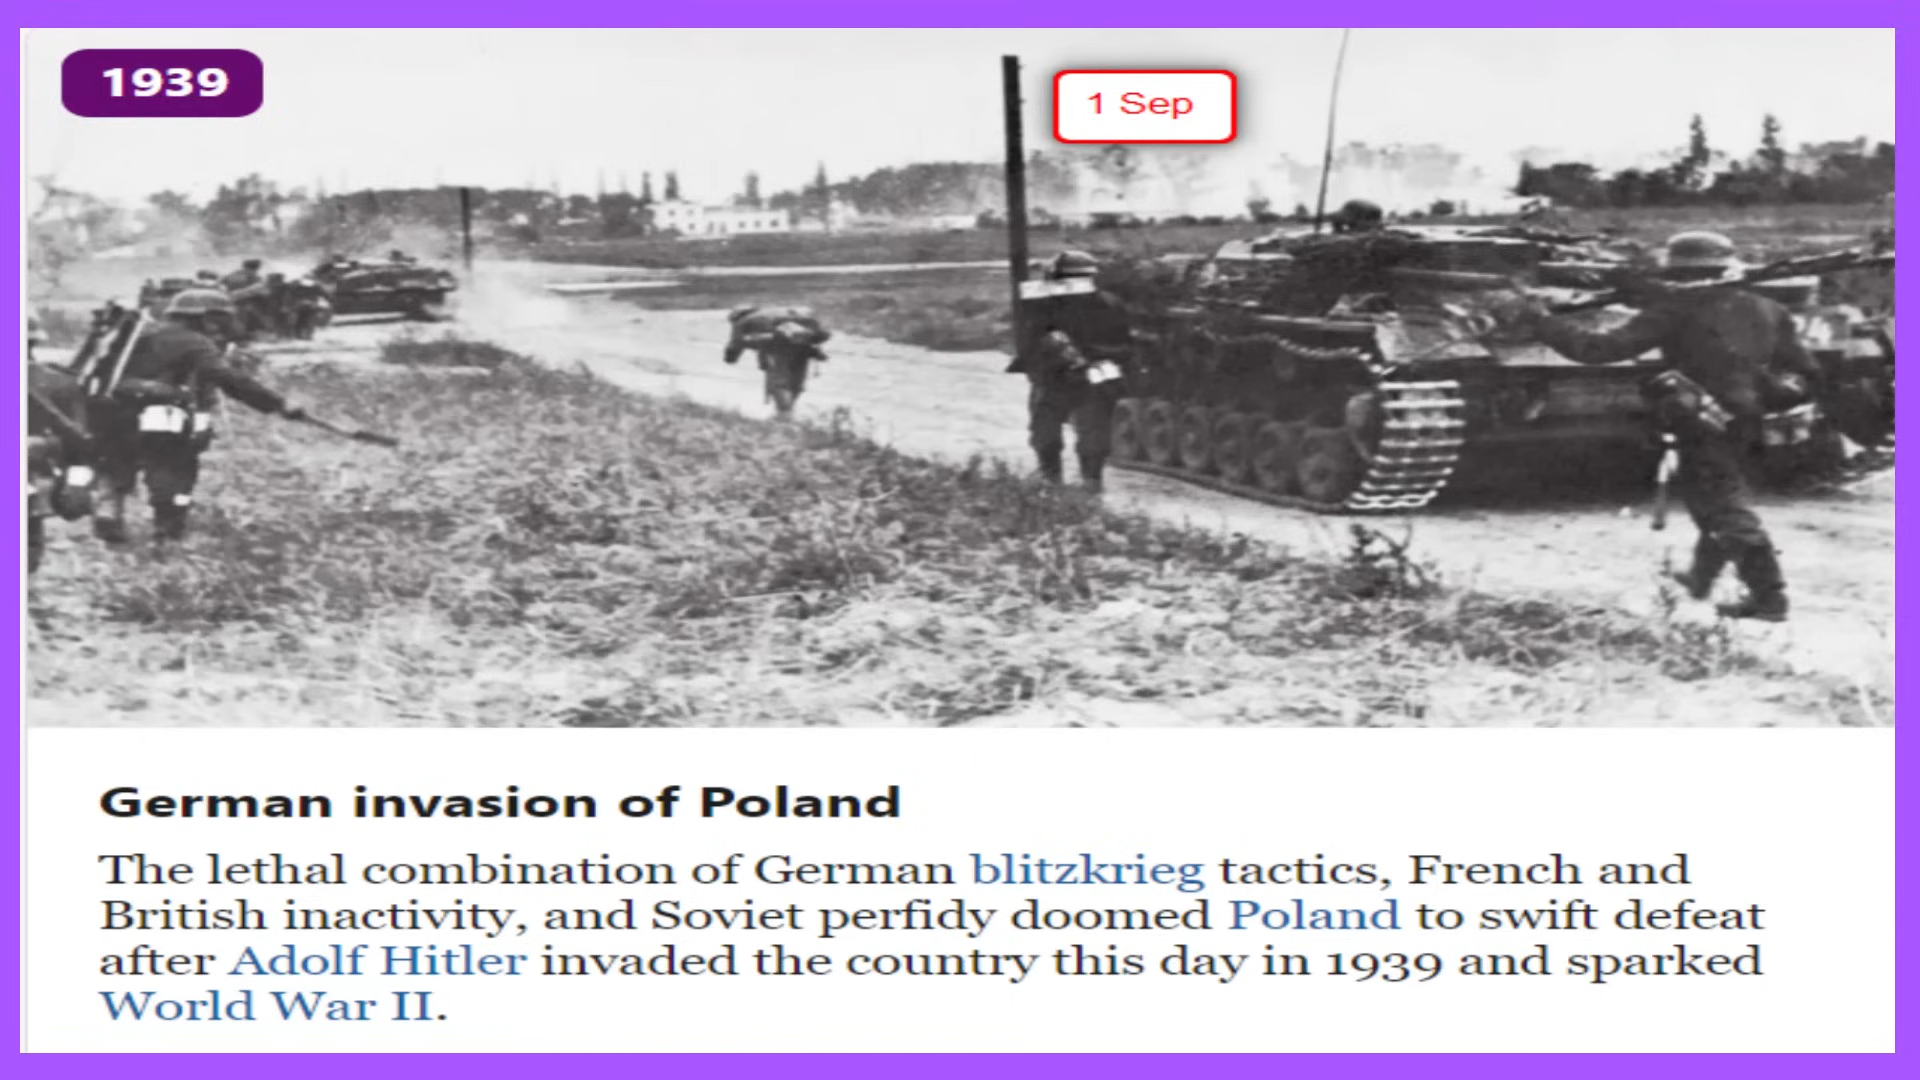 1939
1 Sep
German invasion of Poland
The lethal combination of German blitzkrieg tactics, French and
British inactivity, and Soviet perfidy doomed Poland to swift defeat
after Adolf Hitler invaded the country this day in 1939 and sparked
World War II.